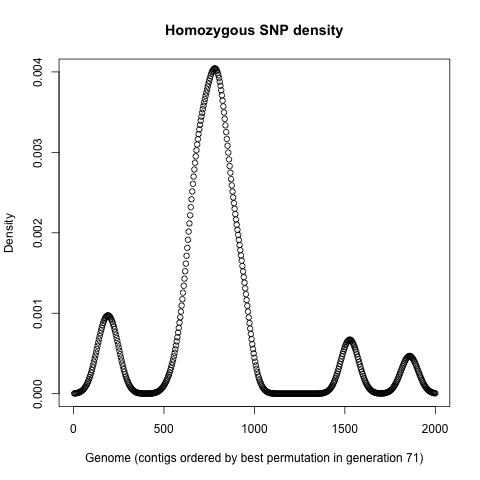 Homozygous SNP density
Density
0.004
0.003
0.002
0.001
0.000
0 500 1000 1500 2000
Genome (contigs ordered by best permutation in generation 71)